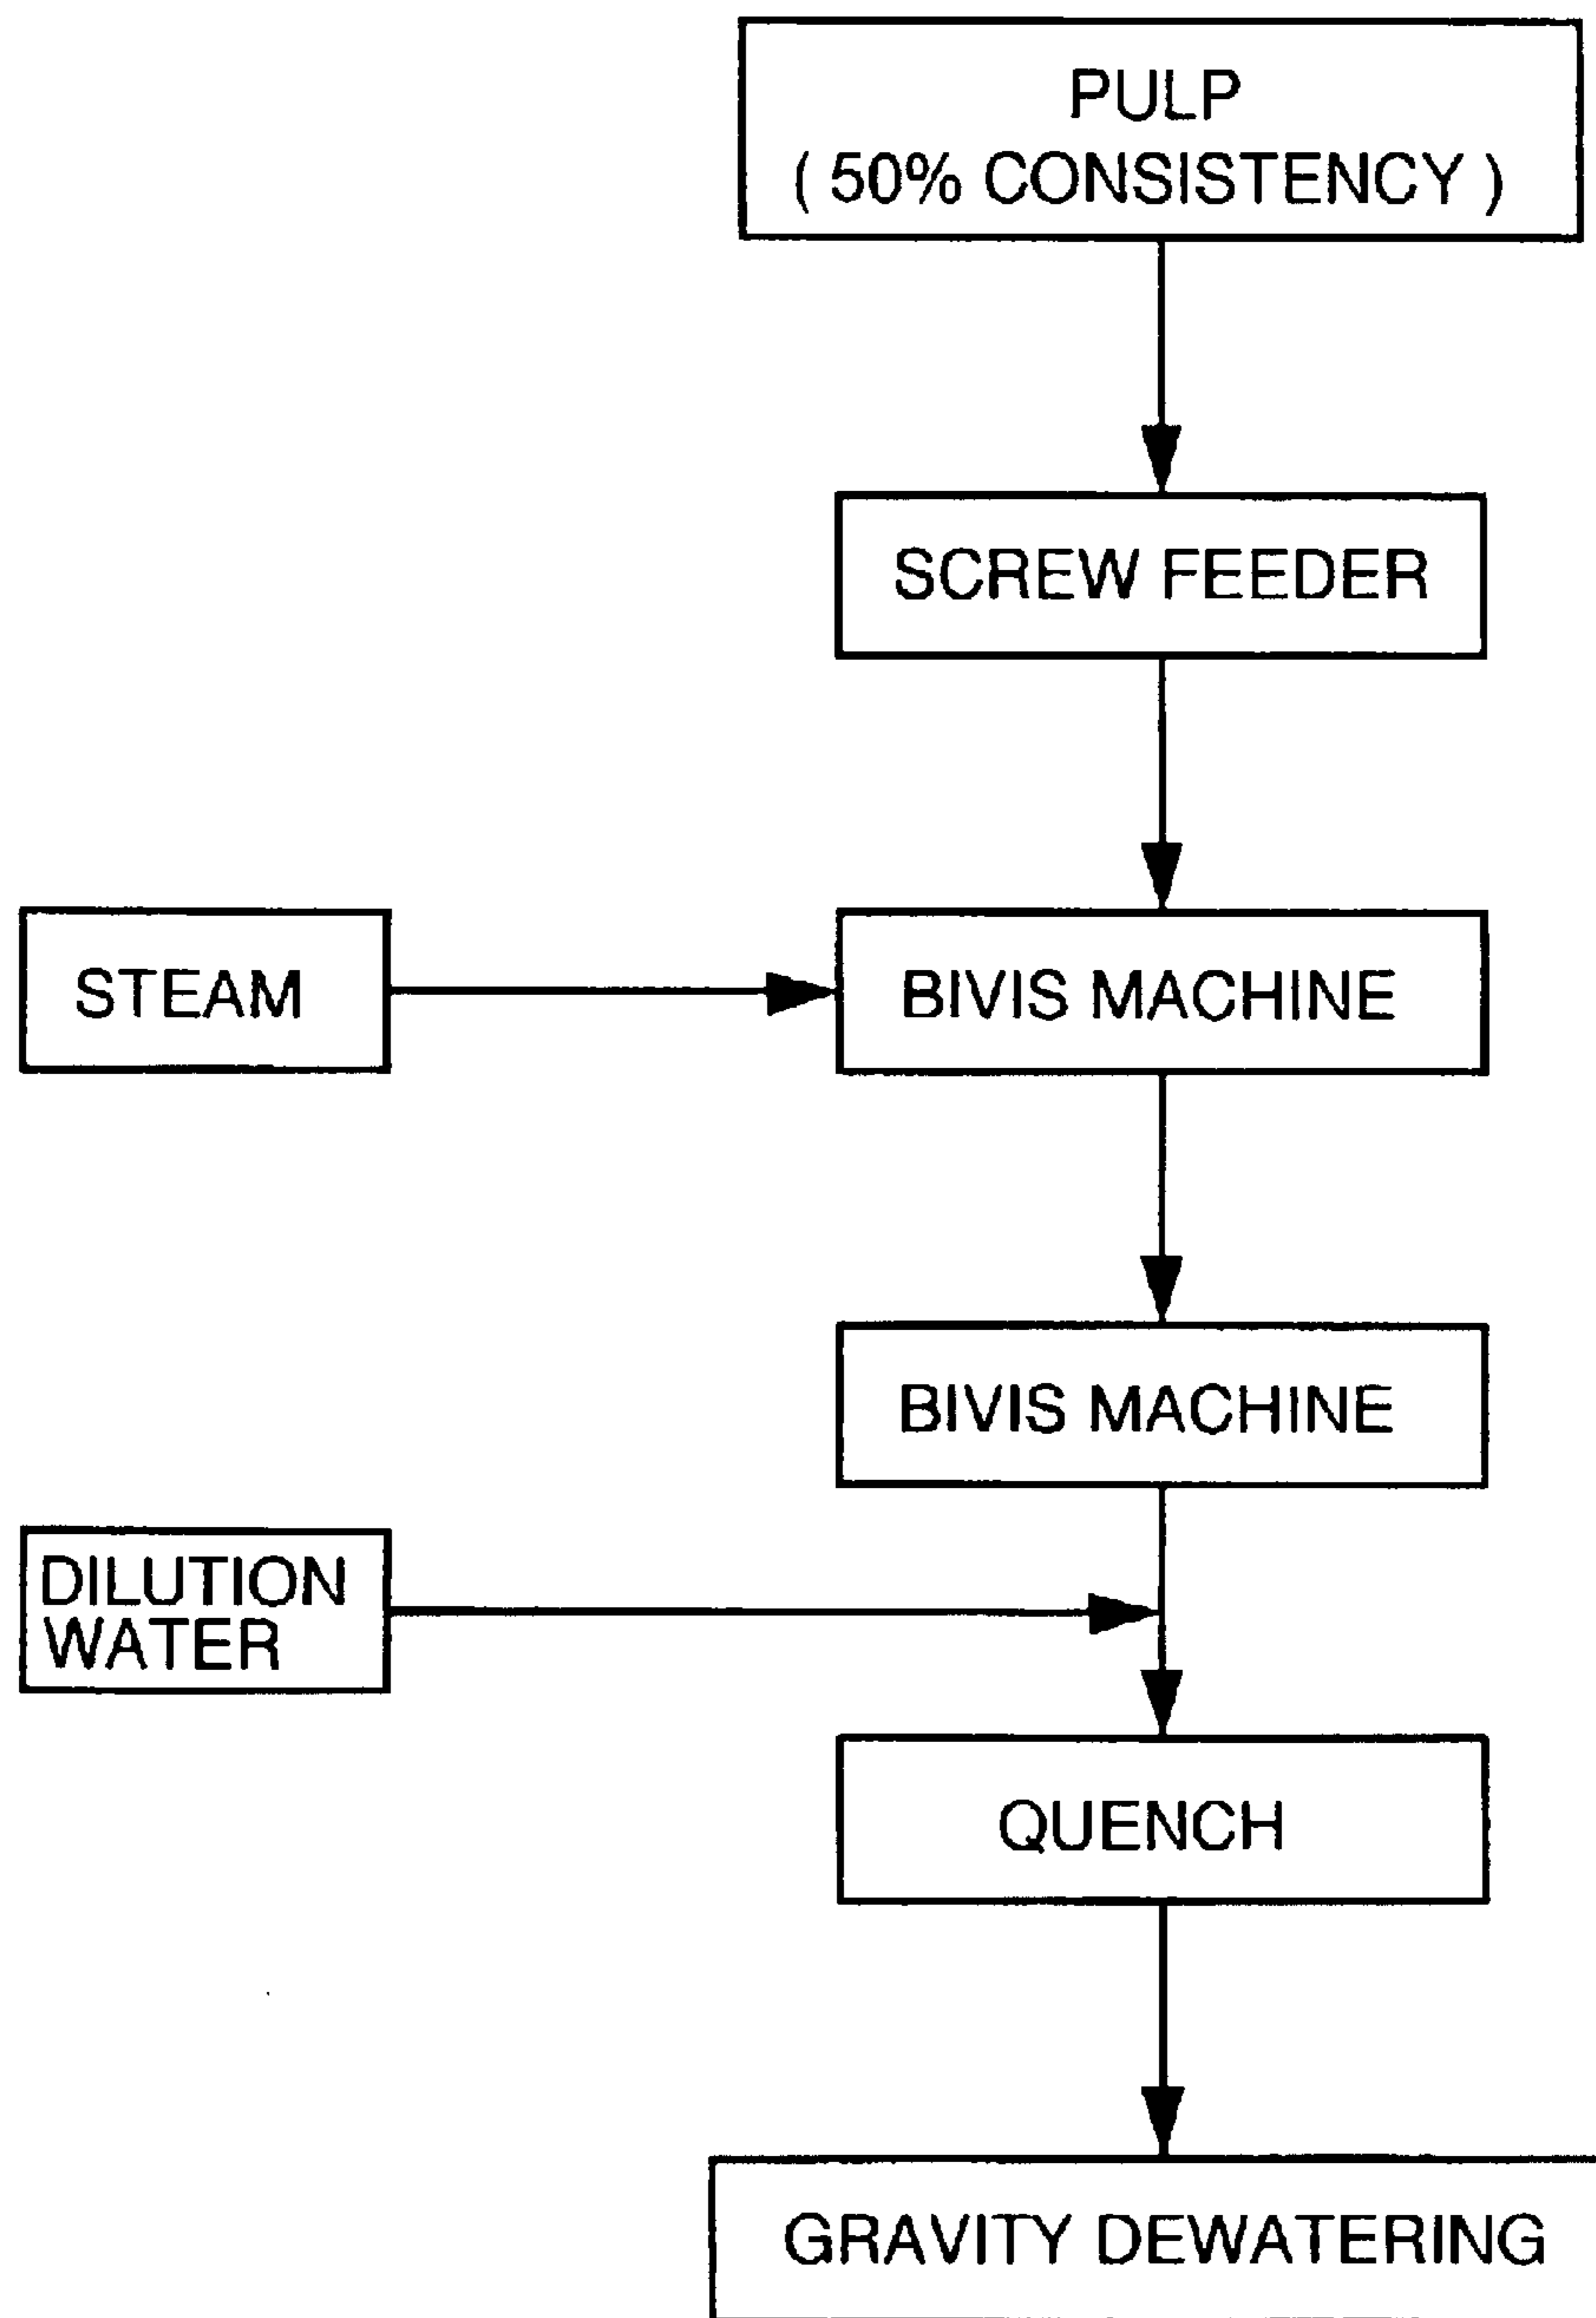 PULP
( 50% CONSISTENCY )
SCREW FEEDER
STEAM
BIVIS MACHINE
BIVIS MACHINE
DILUTION
WATER
QUENCH
GRAVITY DEWATERING